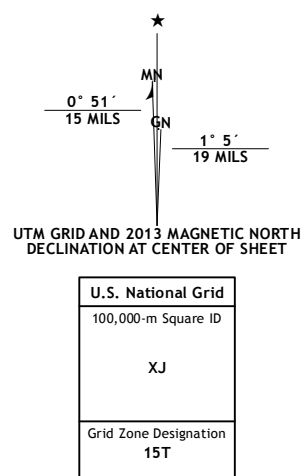 ★
MN
0° 51´
15 MILS
GN
1° 5´
19 MILS
UTM GRID AND 2013 MAGNETIC NORTH
DECLINATION AT CENTER OF SHEET
U.S. National Grid
100,000-m Square ID
XJ
Grid Zone Designation
15T